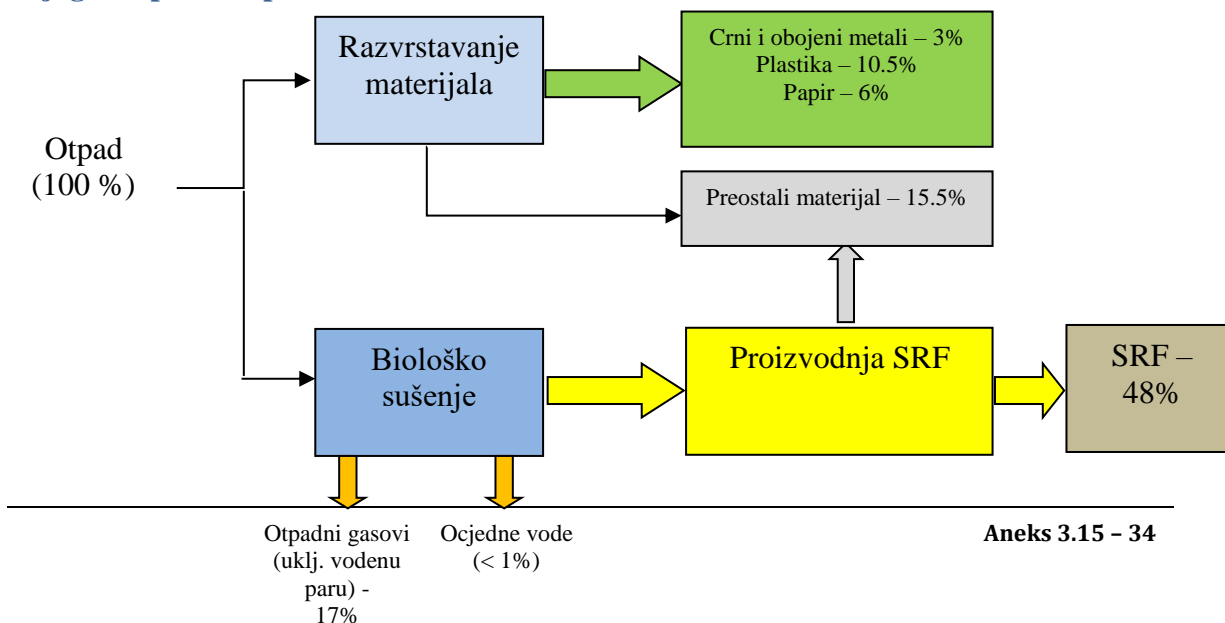 Razvrstavanje
materijala
Crni i obojeni metali – 3%
Plastika – 10.5%
Papir – 6%
Otpad
(100 %)
Preostali materijal – 15.5%
Biološko
sušenje
Proizvodnja SRF
SRF –
48%
Otpadni gasovi
(uklj. vodenu
paru) -
17%
Ocjedne vode
(< 1%)
Aneks 3.15 – 34